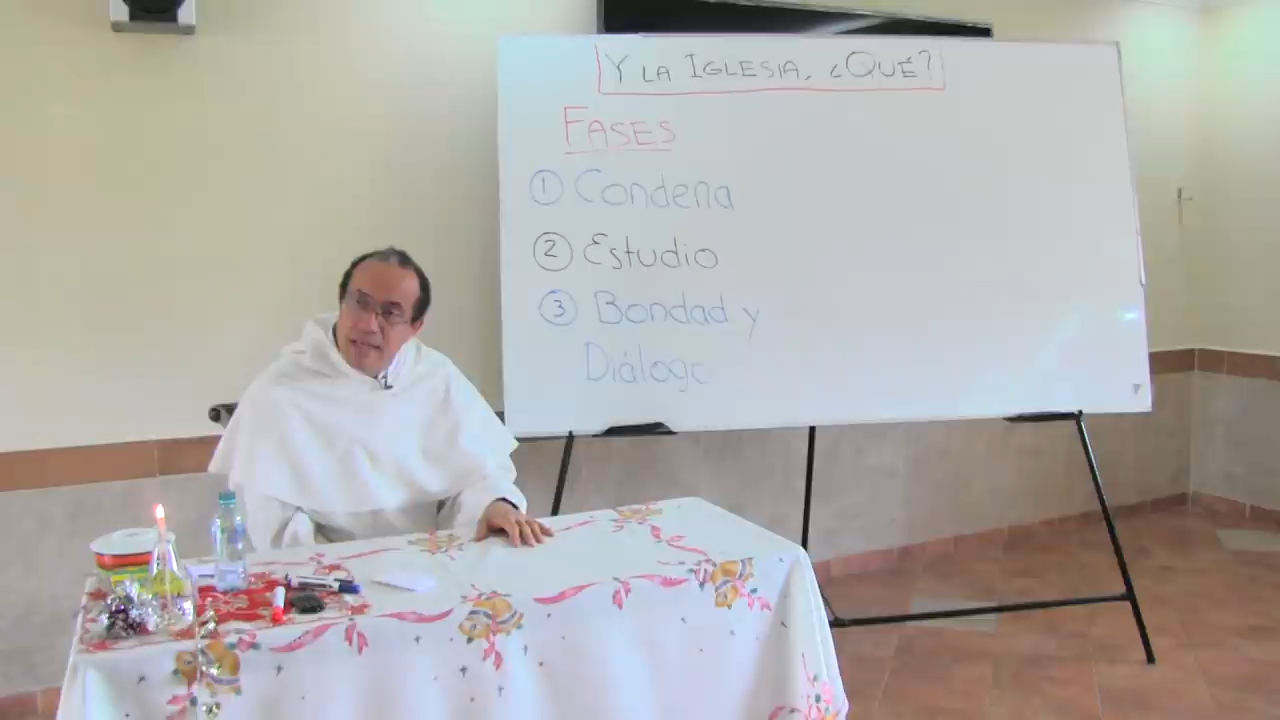 Y LA IGLESIA, ¿QUÉ?
FASES
① Condena
② Estudio
③ Bondad y
Diálogo